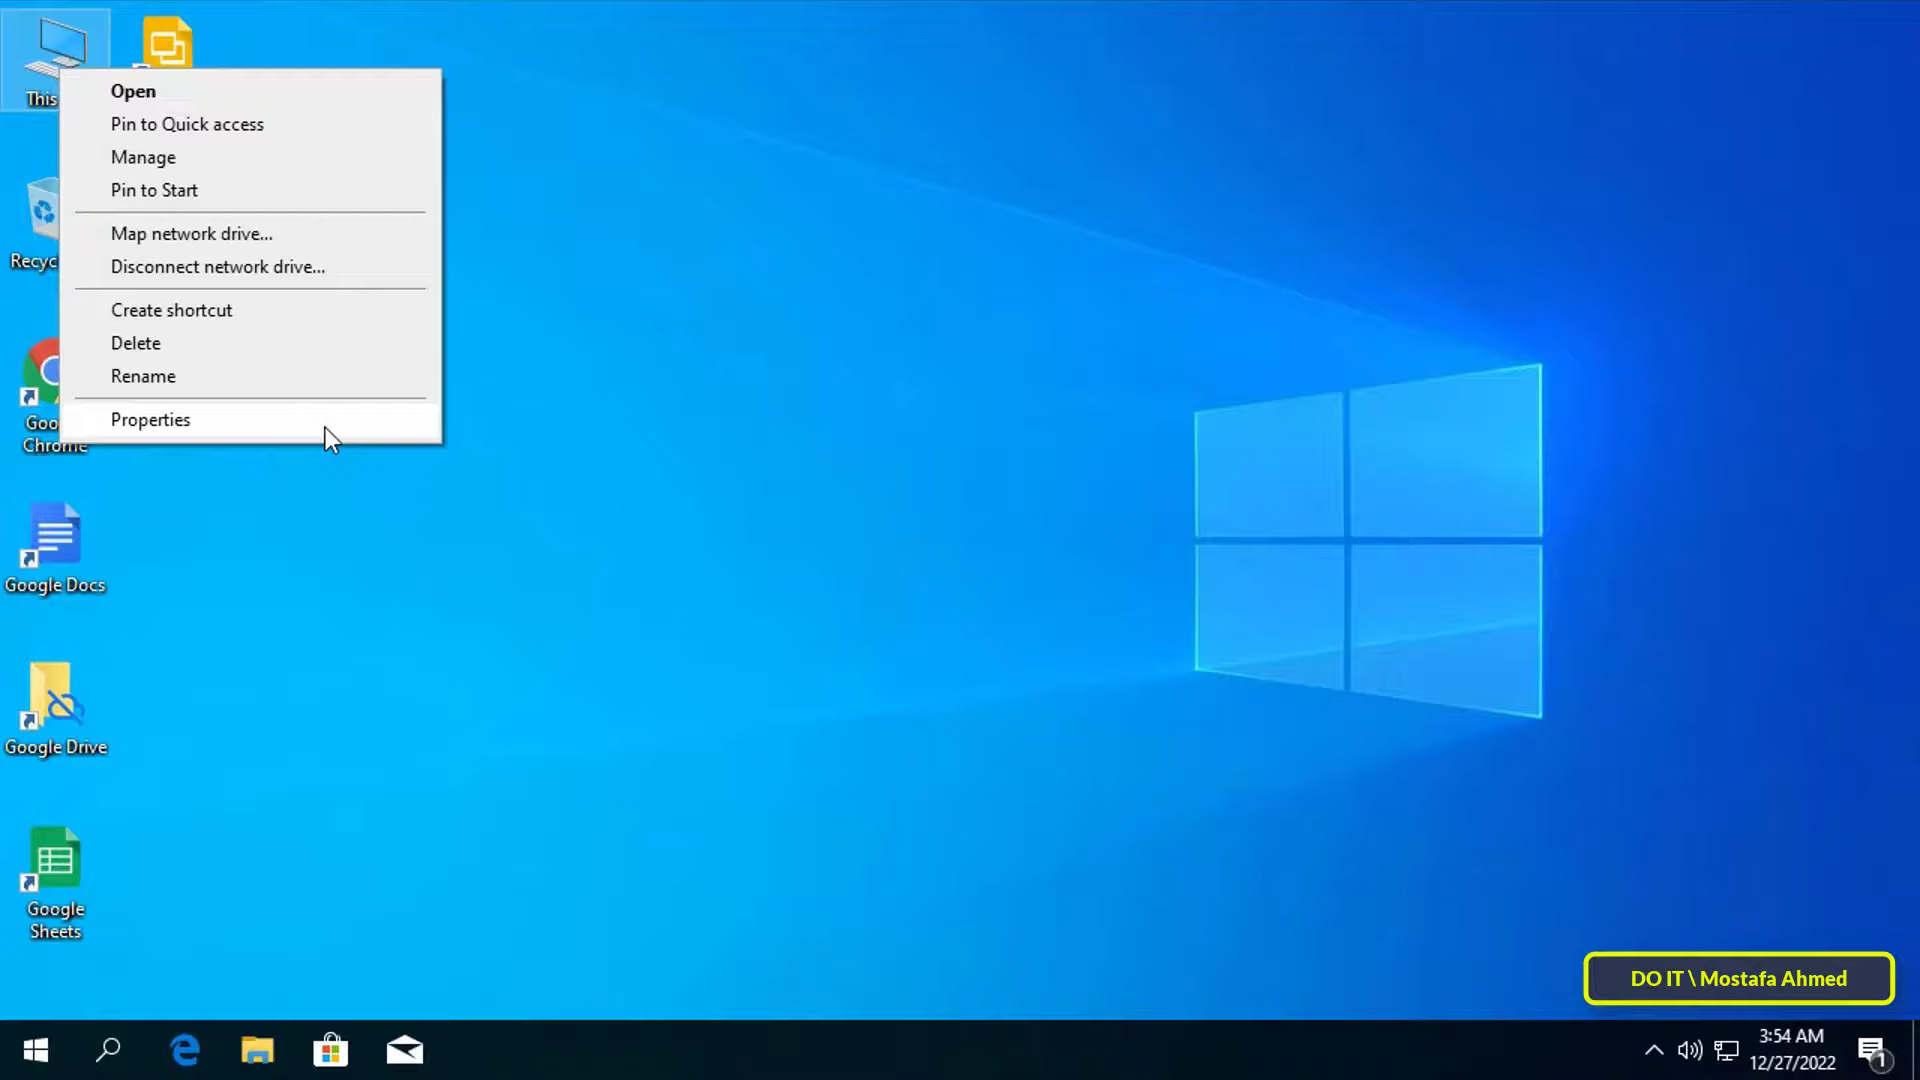 This
Open
Pin to Quick access
Manage
Pin to Start
Map network drive...
Disconnect network drive...
Create shortcut
Delete
Rename
Properties
Recyc
Goo
Chrome
Google Docs
Google Drive
Google
Sheets
DO IT \ Mostafa Ahmed
3:54 AM
12/27/2022
1